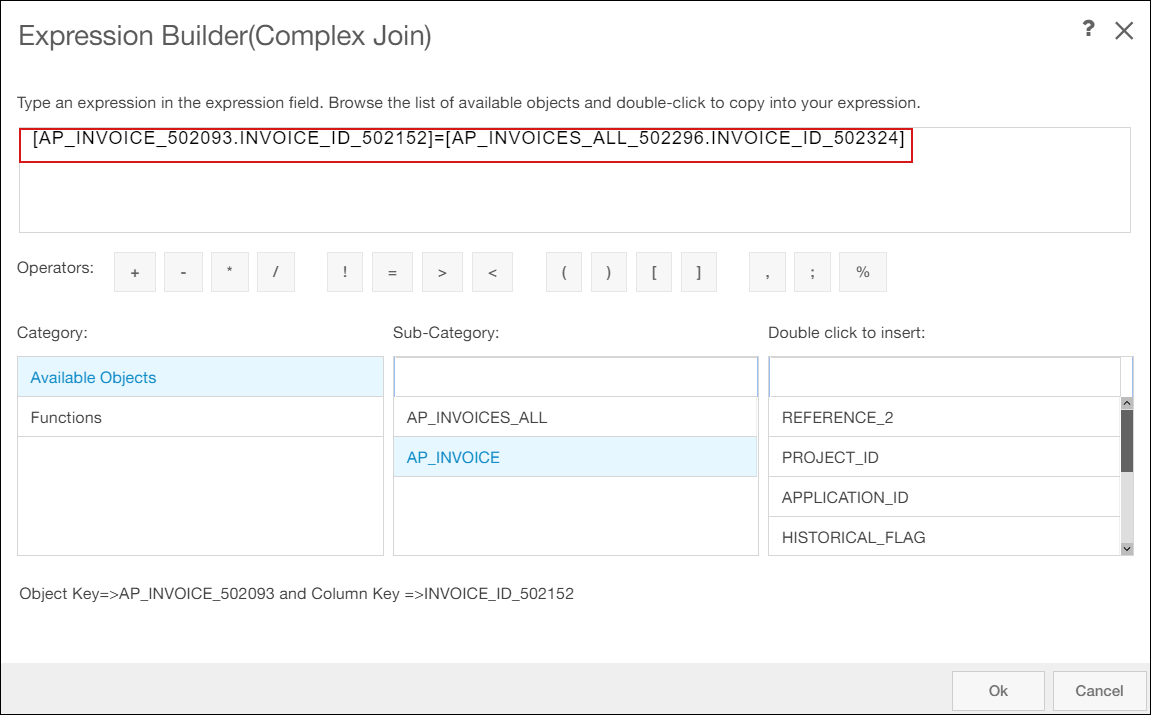 Expression Builder(Complex Join)
?
Type an expression in the expression field. Browse the list of available objects and double-click to copy into your expression.
[AP_INVOICE_502093.INVOICE_ID_502152]=[AP_INVOICES_ALL_502296.INVOICE_ID_502324]
Operators: + - * / ! = > < ( ) [ ] , ; %
Category: Sub-Category: Double click to insert:
Available Objects
Functions
AP_INVOICES_ALL
AP_INVOICE
REFERENCE_2
PROJECT_ID
APPLICATION_ID
HISTORICAL_FLAG
Object Key=>AP_INVOICE_502093 and Column Key =>INVOICE_ID_502152
Ok Cancel